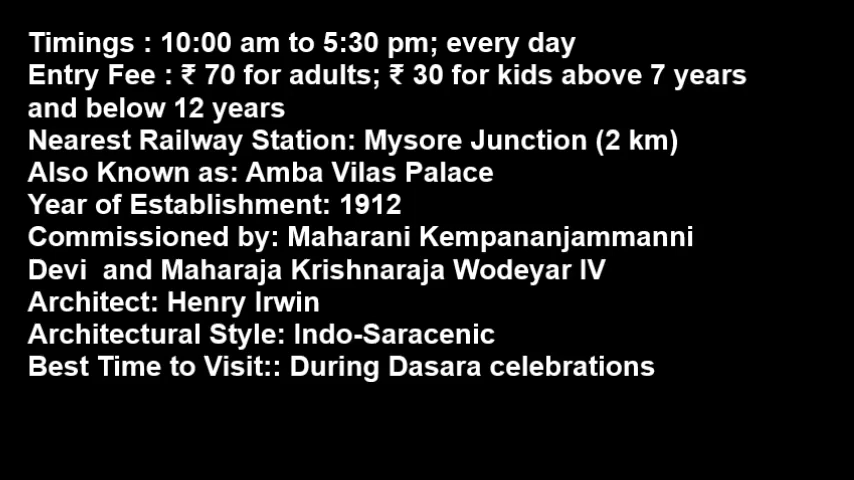 Timings : 10:00 am to 5:30 pm; every day
Entry Fee : ₹ 70 for adults; ₹ 30 for kids above 7 years
and below 12 years
Nearest Railway Station: Mysore Junction (2 km)
Also Known as: Amba Vilas Palace
Year of Establishment: 1912
Commissioned by: Maharani Kempananjammanni
Devi  and Maharaja Krishnaraja Wodeyar IV
Architect: Henry Irwin
Architectural Style: Indo-Saracenic
Best Time to Visit:: During Dasara celebrations